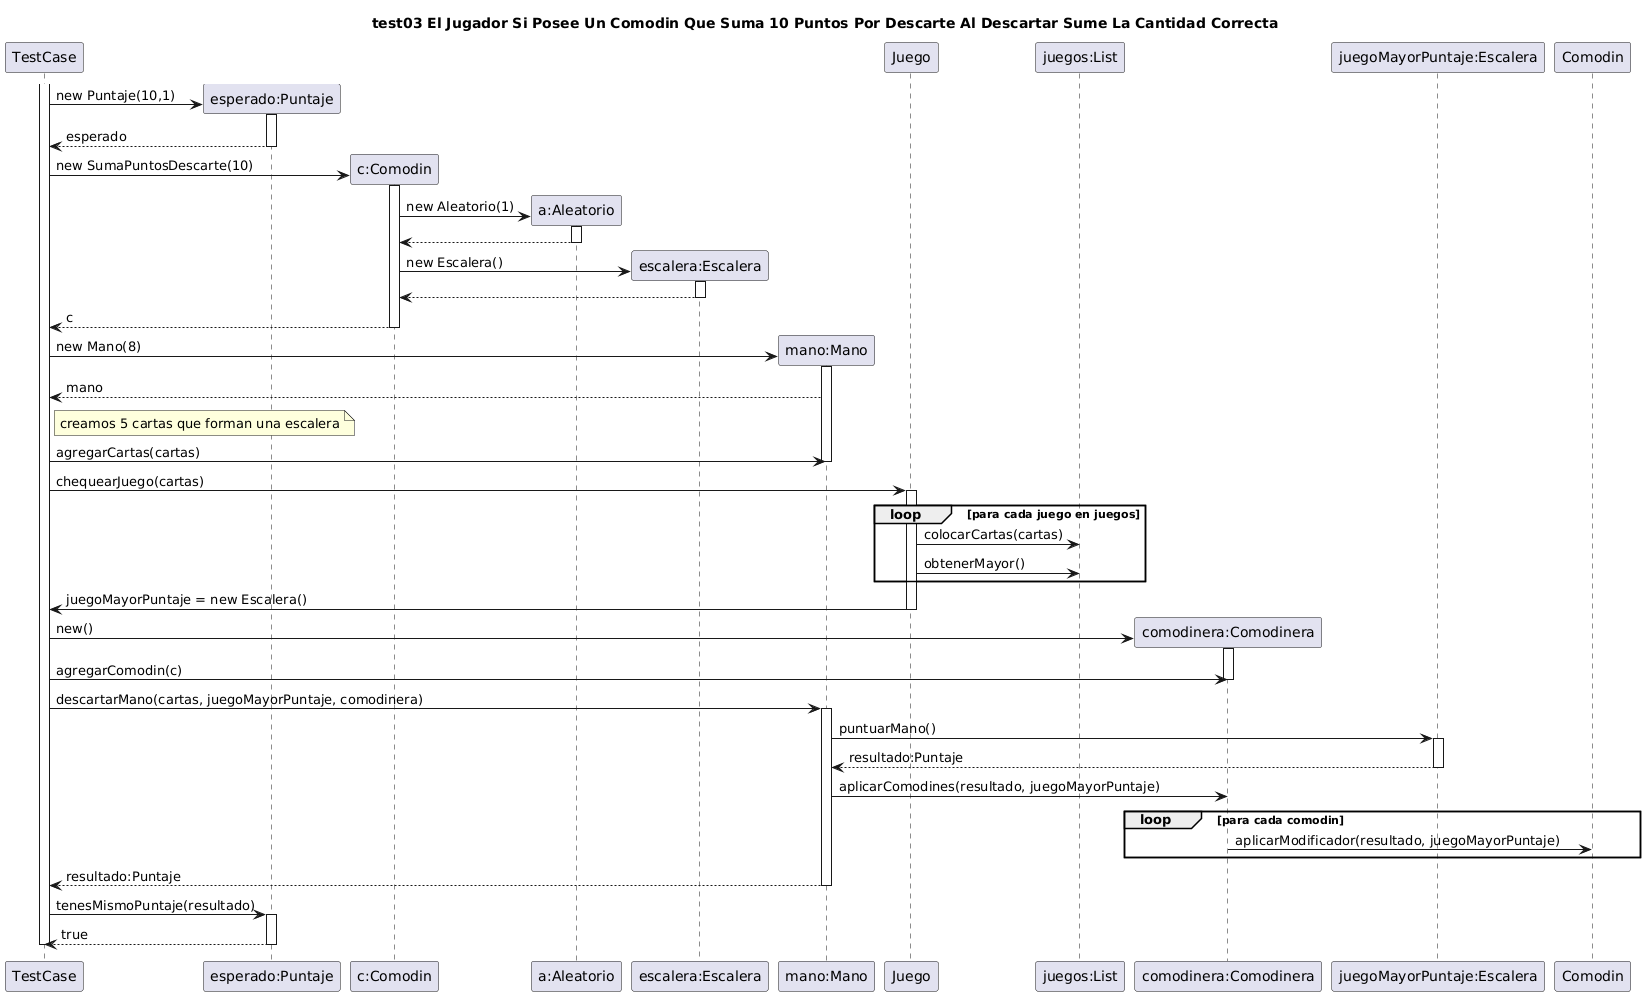 test03 El Jugador Si Posee Un Comodin Que Suma 10 Puntos Por Descarte Al Descartar Sume La Cantidad Correcta
TestCase
Juego
juegos:List
juegoMayorPuntaje:Escalera
Comodin
new Puntaje(10,1)
esperado:Puntaje
esperado
new SumaPuntosDescarte(10)
c:Comodin
new Aleatorio(1)
a:Aleatorio
new Escalera()
escalera:Escalera
c
new Mano(8)
mano:Mano
mano
creamos 5 cartas que forman una escalera
agregarCartas(cartas)
chequearJuego(cartas)
loop
[para cada juego en juegos]
colocarCartas(cartas)
obtenerMayor()
juegoMayorPuntaje = new Escalera()
new()
comodinera:Comodinera
agregarComodin(c)
descartarMano(cartas, juegoMayorPuntaje, comodinera)
puntuarMano()
resultado:Puntaje
aplicarComodines(resultado, juegoMayorPuntaje)
loop
[para cada comodin]
aplicarModificador(resultado, juegoMayorPuntaje)
resultado:Puntaje
tenesMismoPuntaje(resultado)
true
TestCase
esperado:Puntaje
c:Comodin
a:Aleatorio
escalera:Escalera
mano:Mano
Juego
juegos:List
comodinera:Comodinera
juegoMayorPuntaje:Escalera
Comodin